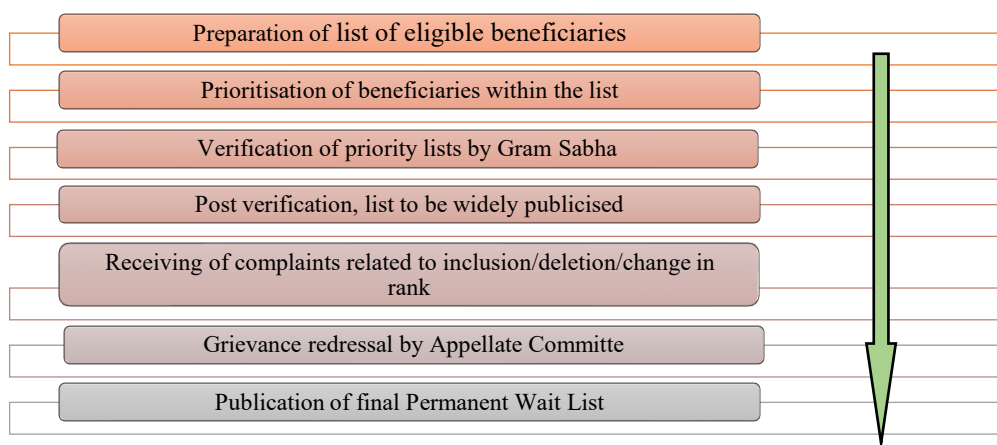 Preparation of list of eligible beneficiaries
Prioritisation of beneficiaries within the list
Verification of priority lists by Gram Sabha
Post verification, list to be widely publicised
Receiving of complaints related to inclusion/deletion/change in
rank
Grievance redressal by Appellate Committe
Publication of final Permanent Wait List